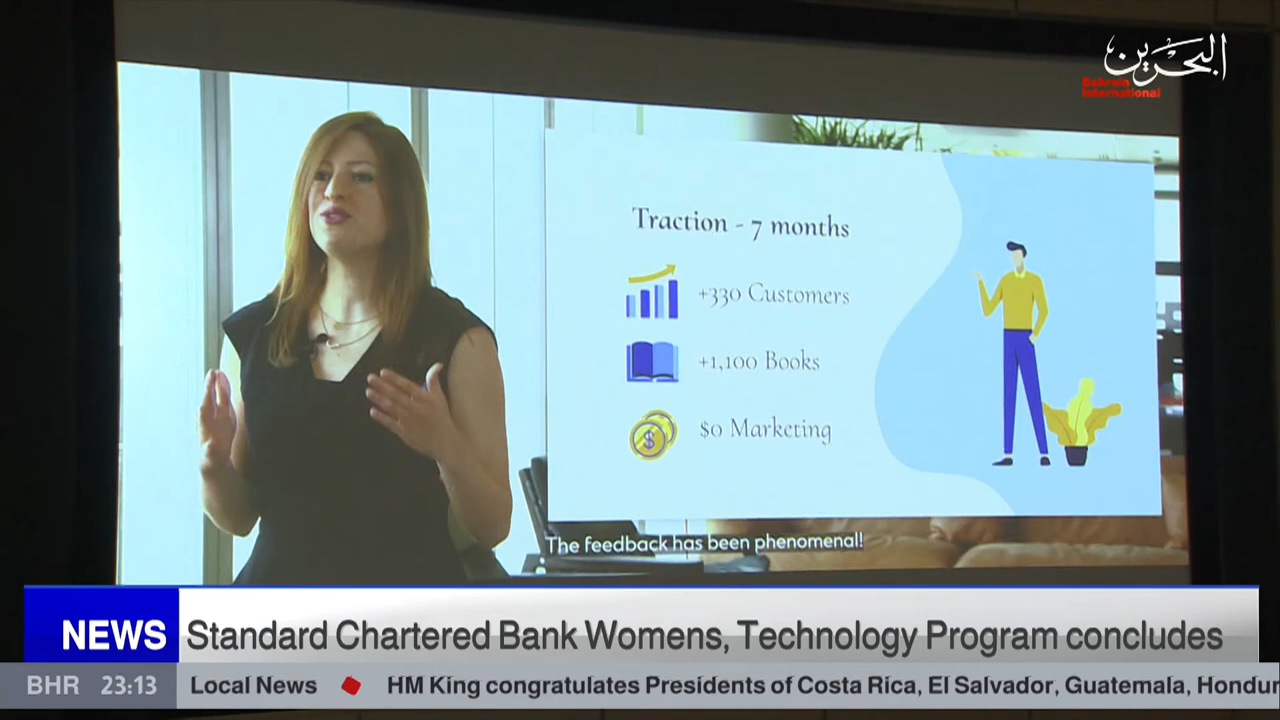 البحرين
Bahrain
International
Traction - 7 months
+330 Customers
+1,100 Books
$
$0 Marketing
The feedback has been phenomenal!
NEWS
Standard Chartered Bank Womens, Technology Program concludes
BHR 23:13
Local News
HM King congratulates Presidents of Costa Rica, El Salvador, Guatemala, Hondur